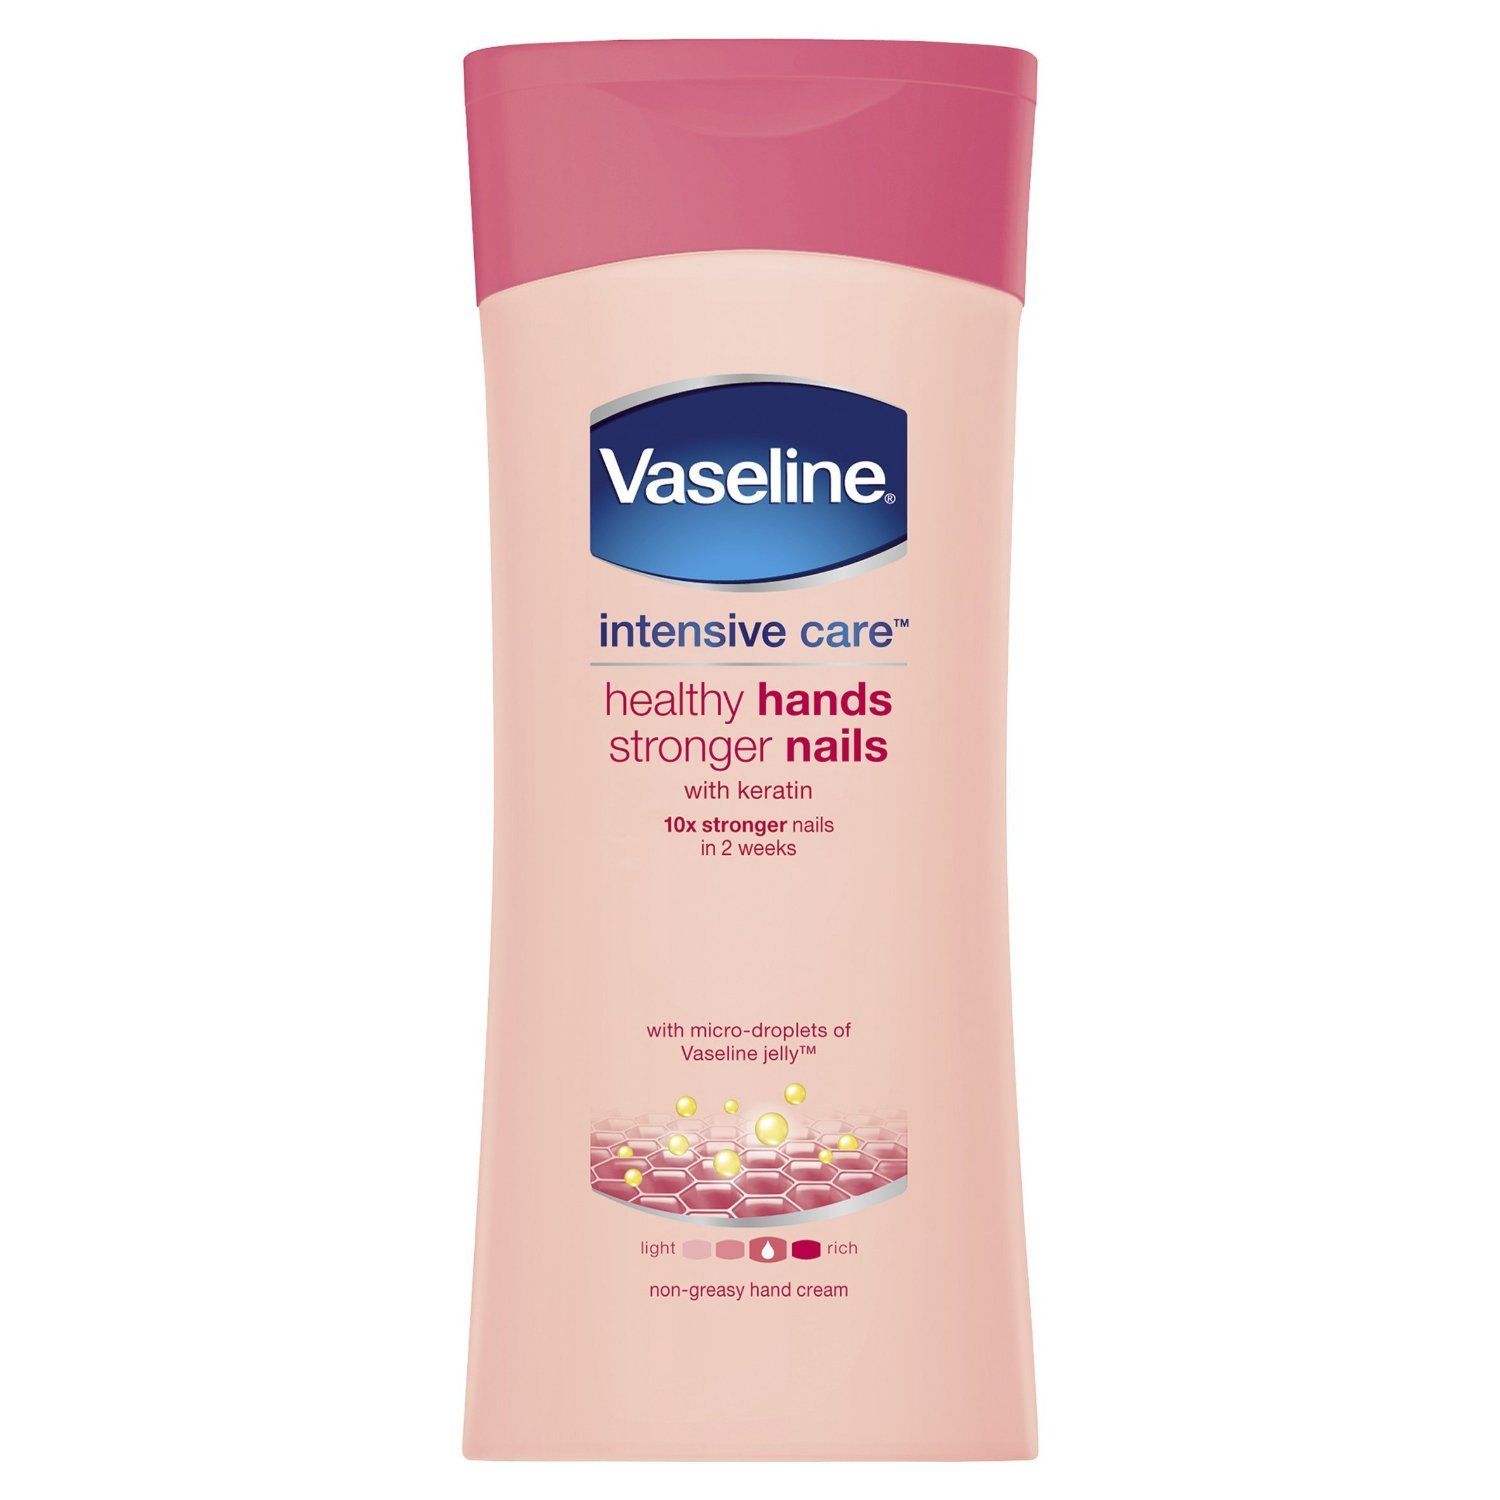 Vaseline®
intensive care™
healthy hands
stronger nails
with keratin
10x stronger nails
in 2 weeks
with micro-droplets of
Vaseline jelly™
light rich
non-greasy hand cream